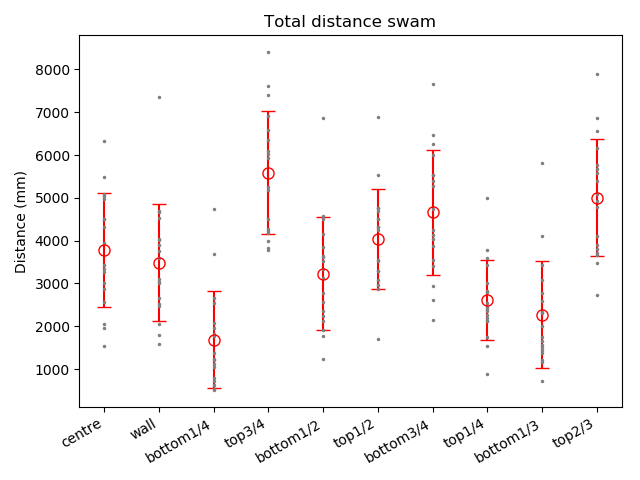 Total distance swam
Distance (mm)
8000
7000
6000
5000
4000
3000
2000
1000
centre
wall
bottom1/4
top3/4
bottom1/2
top1/2
bottom3/4
top1/4
bottom1/3
top2/3